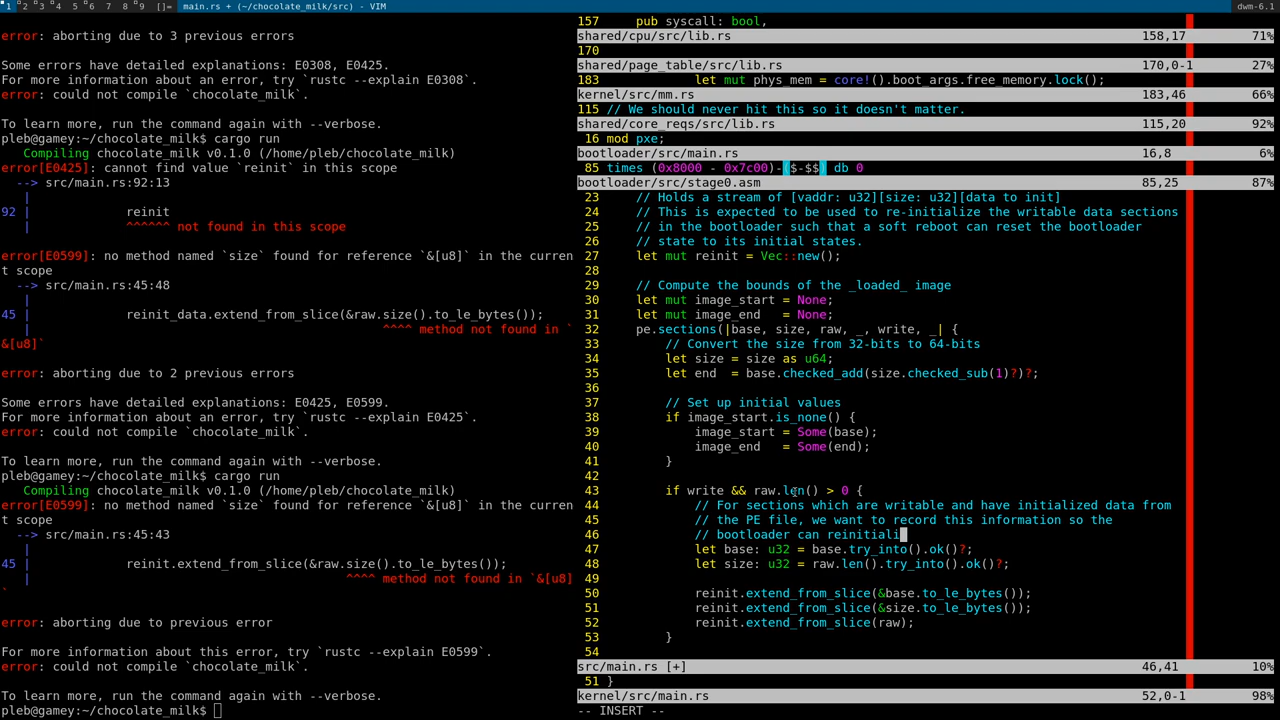 1 2 3 4 5 6 7 8 9 []= main.rs + (~/chocolate_milk/src) - VIM dwm-6.1
error: aborting due to 3 previous errors
Some errors have detailed explanations: E0308, E0425.
For more information about an error, try `rustc --explain E0308`.
error: could not compile `chocolate_milk`.
To learn more, run the command again with --verbose.
pleb@gamey:~/chocolate_milk$ cargo run
Compiling chocolate_milk v0.1.0 (/home/pleb/chocolate_milk)
error[E0425]: cannot find value `reinit` in this scope
--> src/main.rs:92:13
|
92 | reinit
| ^^^^^^ not found in this scope
error[E0599]: no method named `size` found for reference `&[u8]` in the curren
t scope
--> src/main.rs:45:48
|
45 | reinit_data.extend_from_slice(&raw.size().to_le_bytes());
| ^^^^ method not found in `
&[u8]`
error: aborting due to 2 previous errors
Some errors have detailed explanations: E0425, E0599.
For more information about an error, try `rustc --explain E0425`.
error: could not compile `chocolate_milk`.
To learn more, run the command again with --verbose.
pleb@gamey:~/chocolate_milk$ cargo run
Compiling chocolate_milk v0.1.0 (/home/pleb/chocolate_milk)
error[E0599]: no method named `size` found for reference `&[u8]` in the curren
t scope
--> src/main.rs:45:43
|
45 | reinit.extend_from_slice(&raw.size().to_le_bytes());
| ^^^^ method not found in `&[u8]
`
error: aborting due to previous error
For more information about this error, try `rustc --explain E0599`.
error: could not compile `chocolate_milk`.
To learn more, run the command again with --verbose.
pleb@gamey:~/chocolate_milk$
157 pub syscall: bool,
shared/cpu/src/lib.rs 158,17 71%
170
shared/page_table/src/lib.rs 170,0-1 27%
183 let mut phys_mem = core!().boot_args.free_memory.lock();
kernel/src/mm.rs 183,46 66%
115 // We should never hit this so it doesn't matter.
shared/core_reqs/src/lib.rs 115,20 92%
16 mod pxe;
bootloader/src/main.rs 16,8 6%
85 times (0x8000 - 0x7c00)-($-$$) db 0
bootloader/src/stage0.asm 85,25 87%
23 // Holds a stream of [vaddr: u32][size: u32][data to init]
24 // This is expected to be used to re-initialize the writable data sections
25 // in the bootloader such that a soft reboot can reset the bootloader
26 // state to its initial states.
27 let mut reinit = Vec::new();
28
29 // Compute the bounds of the _loaded_ image
30 let mut image_start = None;
31 let mut image_end = None;
32 pe.sections(|base, size, raw, _, write, _| {
33 // Convert the size from 32-bits to 64-bits
34 let size = size as u64;
35 let end = base.checked_add(size.checked_sub(1)?)?;
36
37 // Set up initial values
38 if image_start.is_none() {
39 image_start = Some(base);
40 image_end = Some(end);
41 }
42
43 if write && raw.len() > 0 {
44 // For sections which are writable and have initialized data from
45 // the PE file, we want to record this information so the
46 // bootloader can reinitiali
47 let base: u32 = base.try_into().ok()?;
48 let size: u32 = raw.len().try_into().ok()?;
49
50 reinit.extend_from_slice(&base.to_le_bytes());
51 reinit.extend_from_slice(&size.to_le_bytes());
52 reinit.extend_from_slice(raw);
53 }
54
src/main.rs [+] 46,41 10%
51 }
kernel/src/main.rs 52,0-1 98%
-- INSERT --